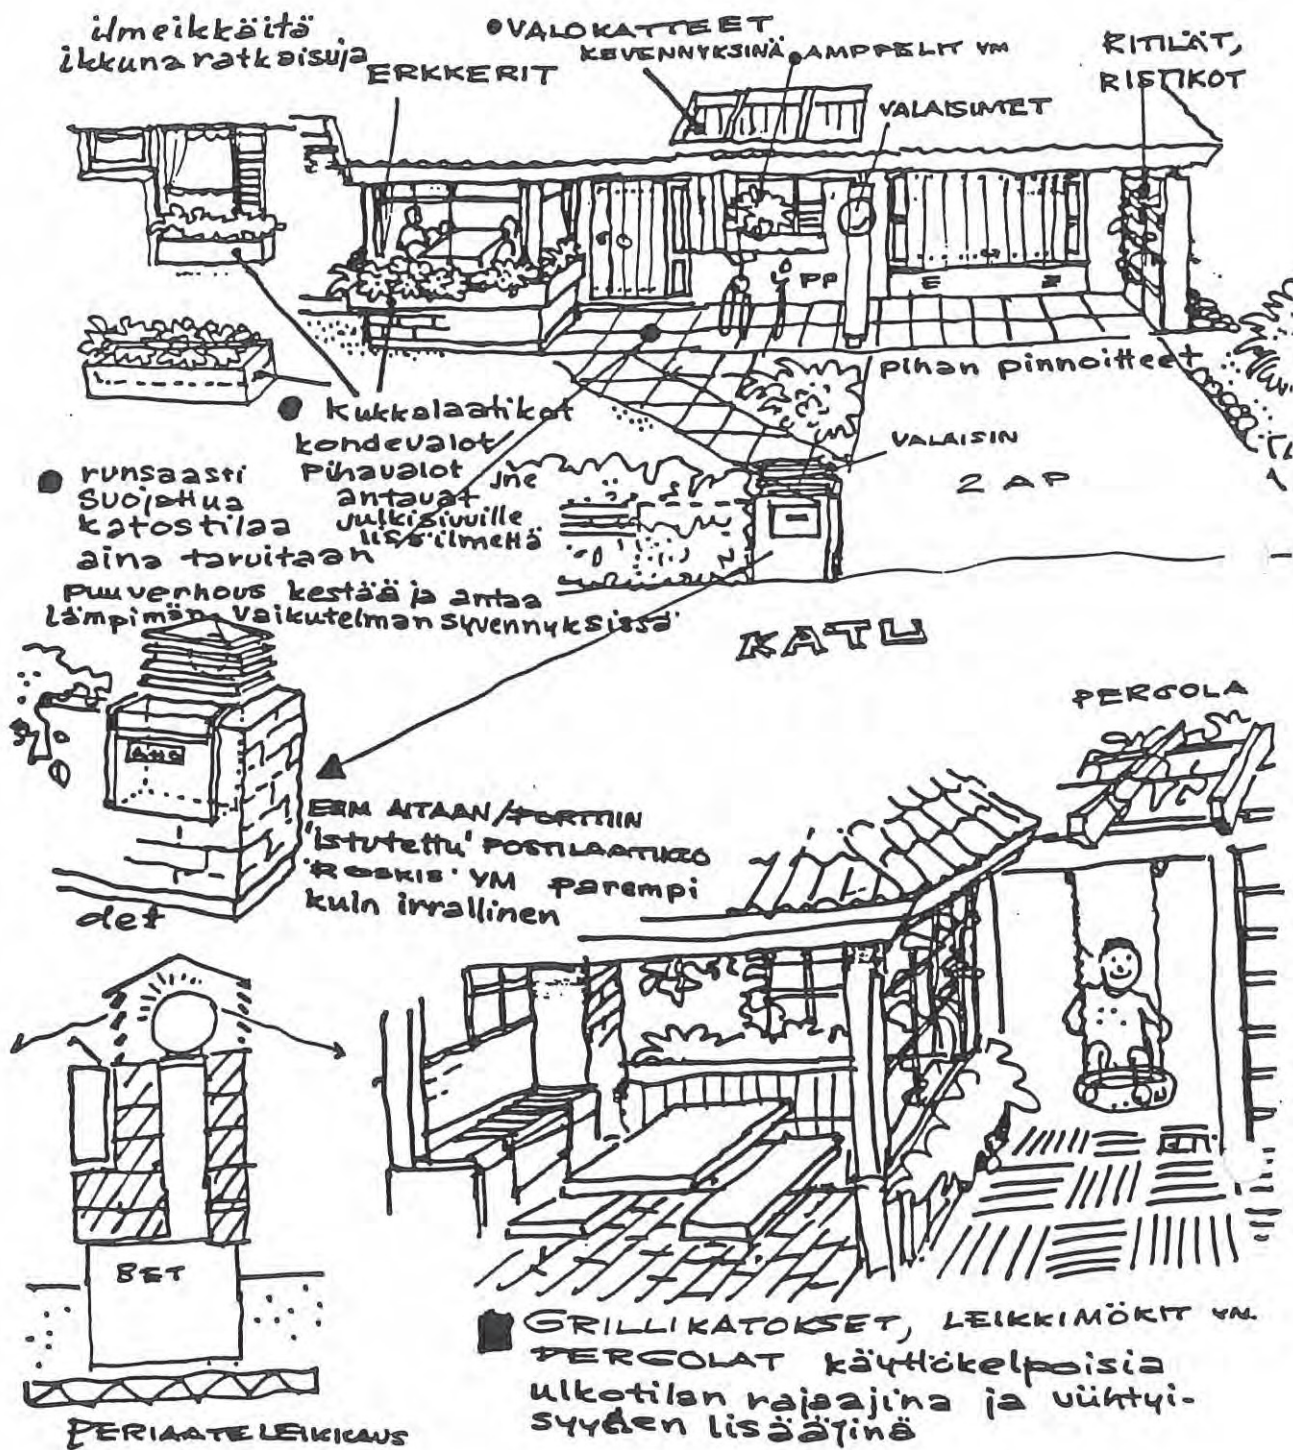 ilmeikkäitä
ikkunaratkaisuja
ERKKERIT
●VALOKATTEET
KEVENNYKSINÄ
AMPPELIT YM
RITILÄT,
RISTIKOT
VALAISIMET
PP
pihan pinnoitteet
● Kukkalaatikot
kondevalot
Pihavalot jne
antavat
julkisivuille
lisäilmettä
VALAISIN
2 AP
● runsaasti
suojattua
katostilaa
aina tarvitaan
puuverhous kestää ja antaa
lämpimän vaikutelman syvennyksissä
KATU
PERGOLA
AHO
det
▲
ESIM AITAAN/PORTTIIN
'istutettu' POSTILAATIKKO
'ROSKIS' YM parempi
kuin irrallinen
BET
PERIAATELEIKKAUS
■ GRILLIKATOKSET, LEIKKIMÖKIT YM.
PERGOLAT käyttökelpoisia
ulkotilan rajaajina ja viihtyi-
syyden lisääjinä